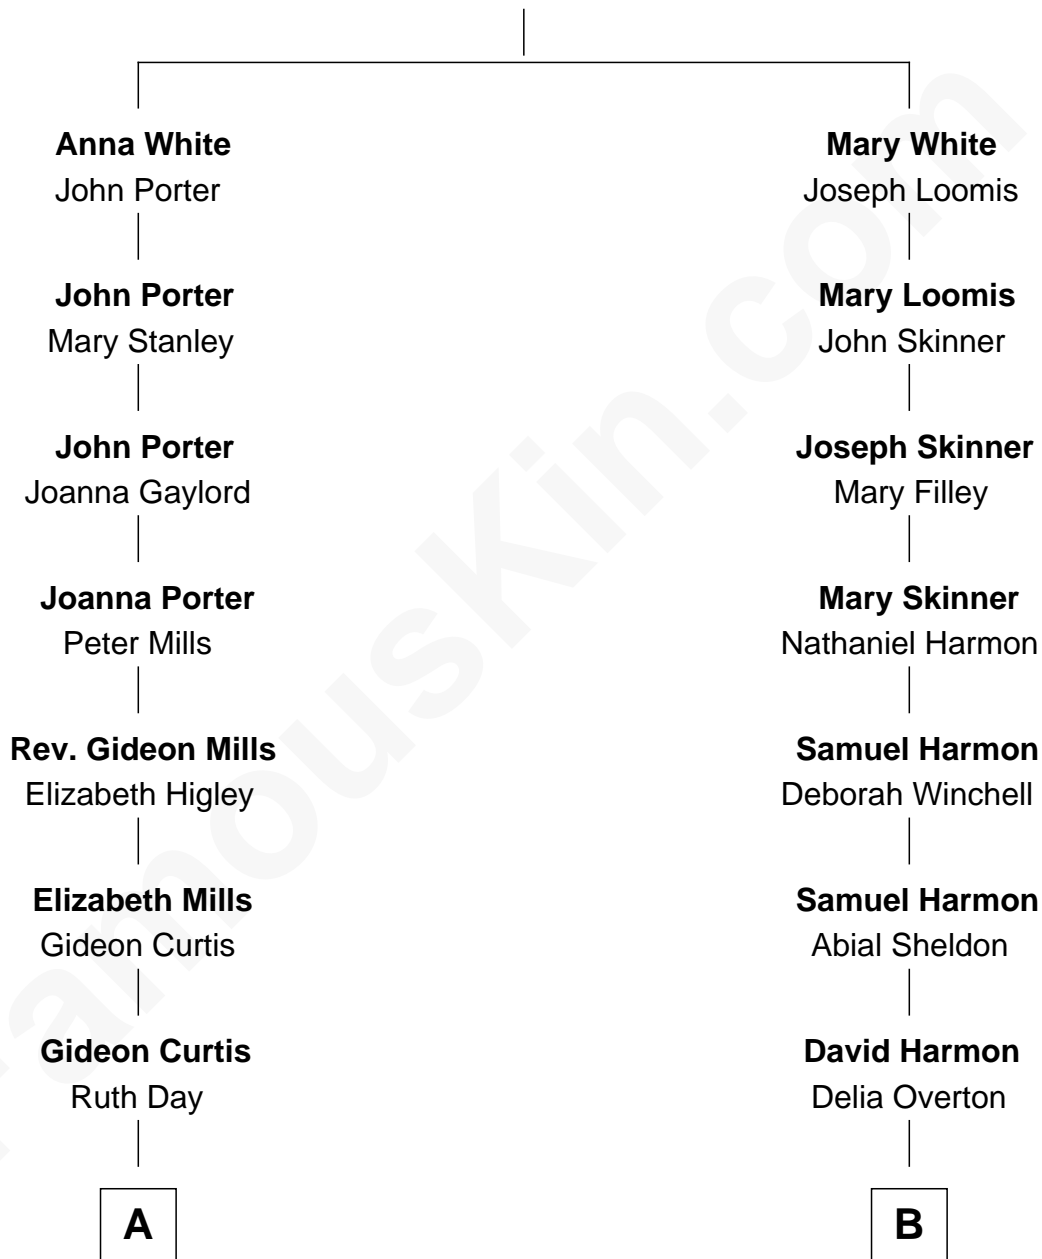 Anna White
John Porter
John Porter
Mary Stanley
John Porter
Joanna Gaylord
Joanna Porter
Peter Mills
Rev. Gideon Mills
Elizabeth Higley
Elizabeth Mills
Gideon Curtis
Gideon Curtis
Ruth Day
A
Mary White
Joseph Loomis
Mary Loomis
John Skinner
Joseph Skinner
Mary Filley
Mary Skinner
Nathaniel Harmon
Samuel Harmon
Deborah Winchell
Samuel Harmon
Abial Sheldon
David Harmon
Delia Overton
B
FamousKin.com